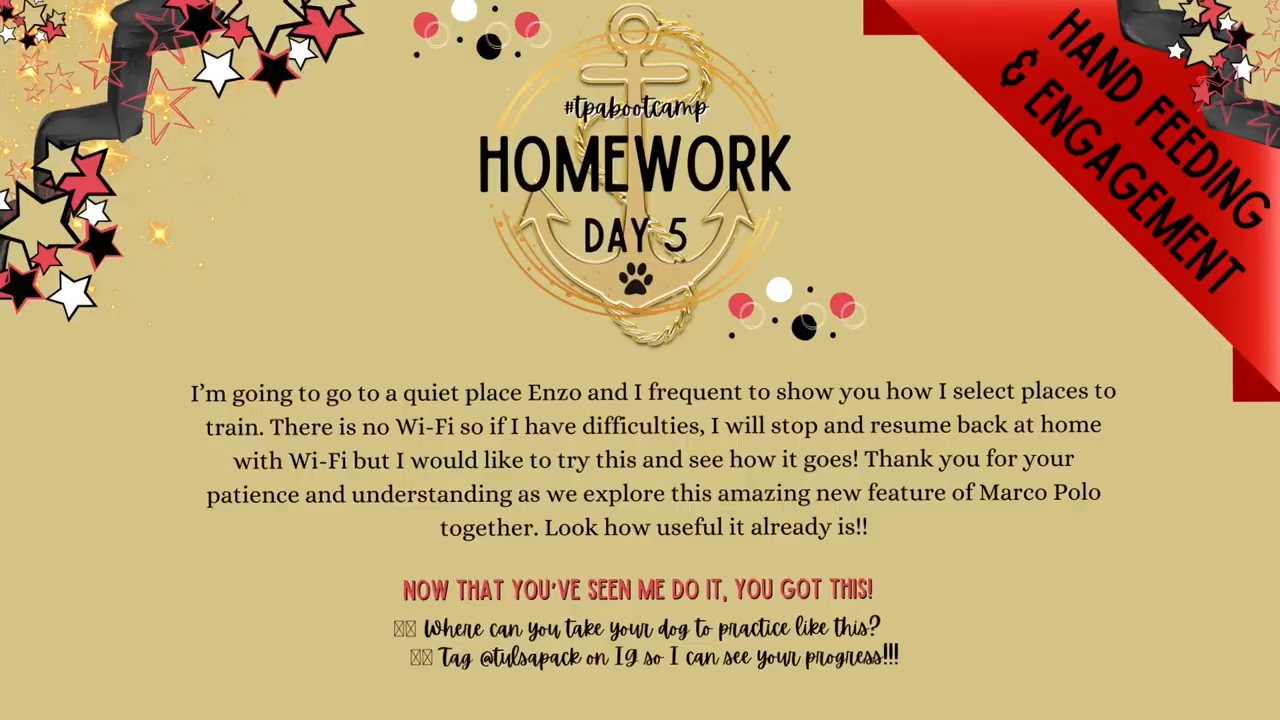 #tpabootcamp
HOMEWORK
DAY 5
HAND FEEDING
& ENGAGEMENT
I’m going to go to a quiet place Enzo and I frequent to show you how I select places to
train. There is no Wi-Fi so if I have difficulties, I will stop and resume back at home
with Wi-Fi but I would like to try this and see how it goes! Thank you for your
patience and understanding as we explore this amazing new feature of Marco Polo
together. Look how useful it already is!!
NOW THAT YOU'VE SEEN ME DO IT, YOU GOT THIS!
Where can you take your dog to practice like this?
Tag @tulsapack on IG so I can see your progress!!!